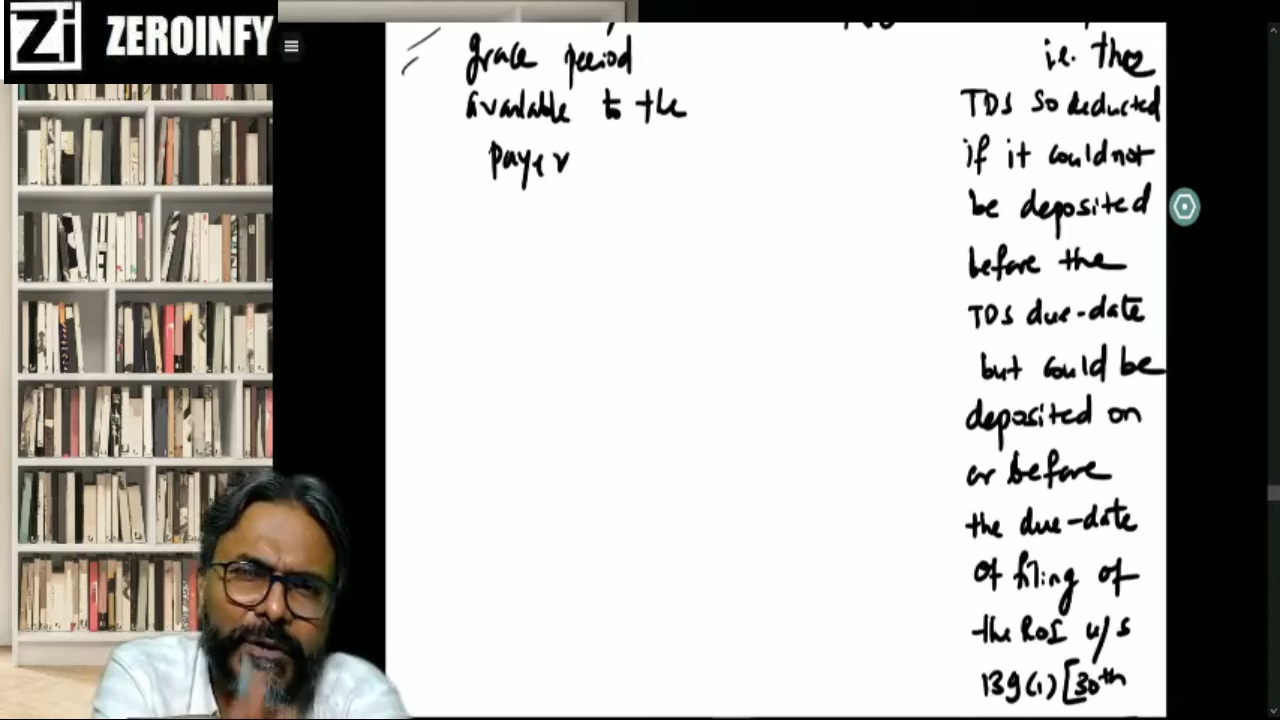 Zi ZEROINFY
No
grace period
available to the
payer
i.e. the
TDS so deducted
if it could not
be deposited
before the
TDS due-date
but could be
deposited on
or before
the due-date
of filing of
the RoI u/s
139(1) [30th